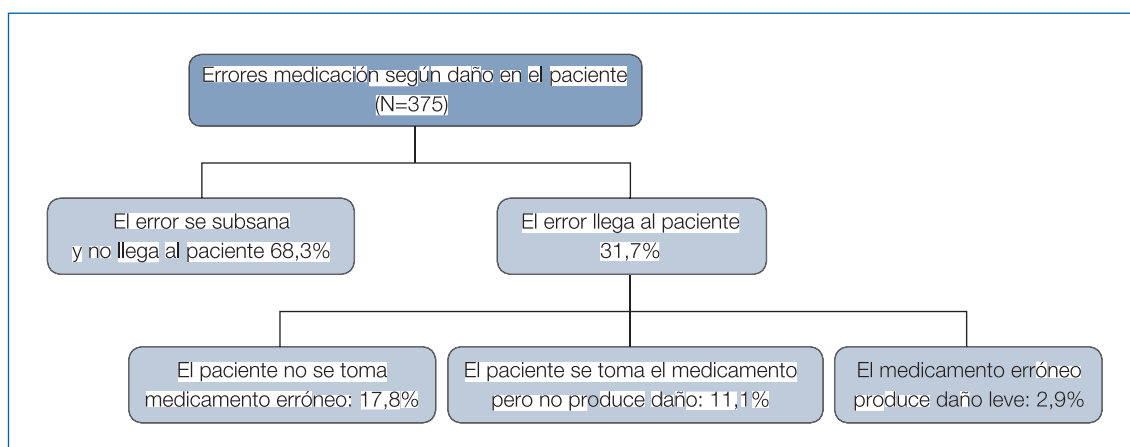 Errores medicación según daño en el paciente
(N=375)
El error se subsana
y no llega al paciente 68,3%
El error llega al paciente
31,7%
El paciente no se toma
medicamento erróneo: 17,8%
El paciente se toma el medicamento
pero no produce daño: 11,1%
El medicamento erróneo
produce daño leve: 2,9%